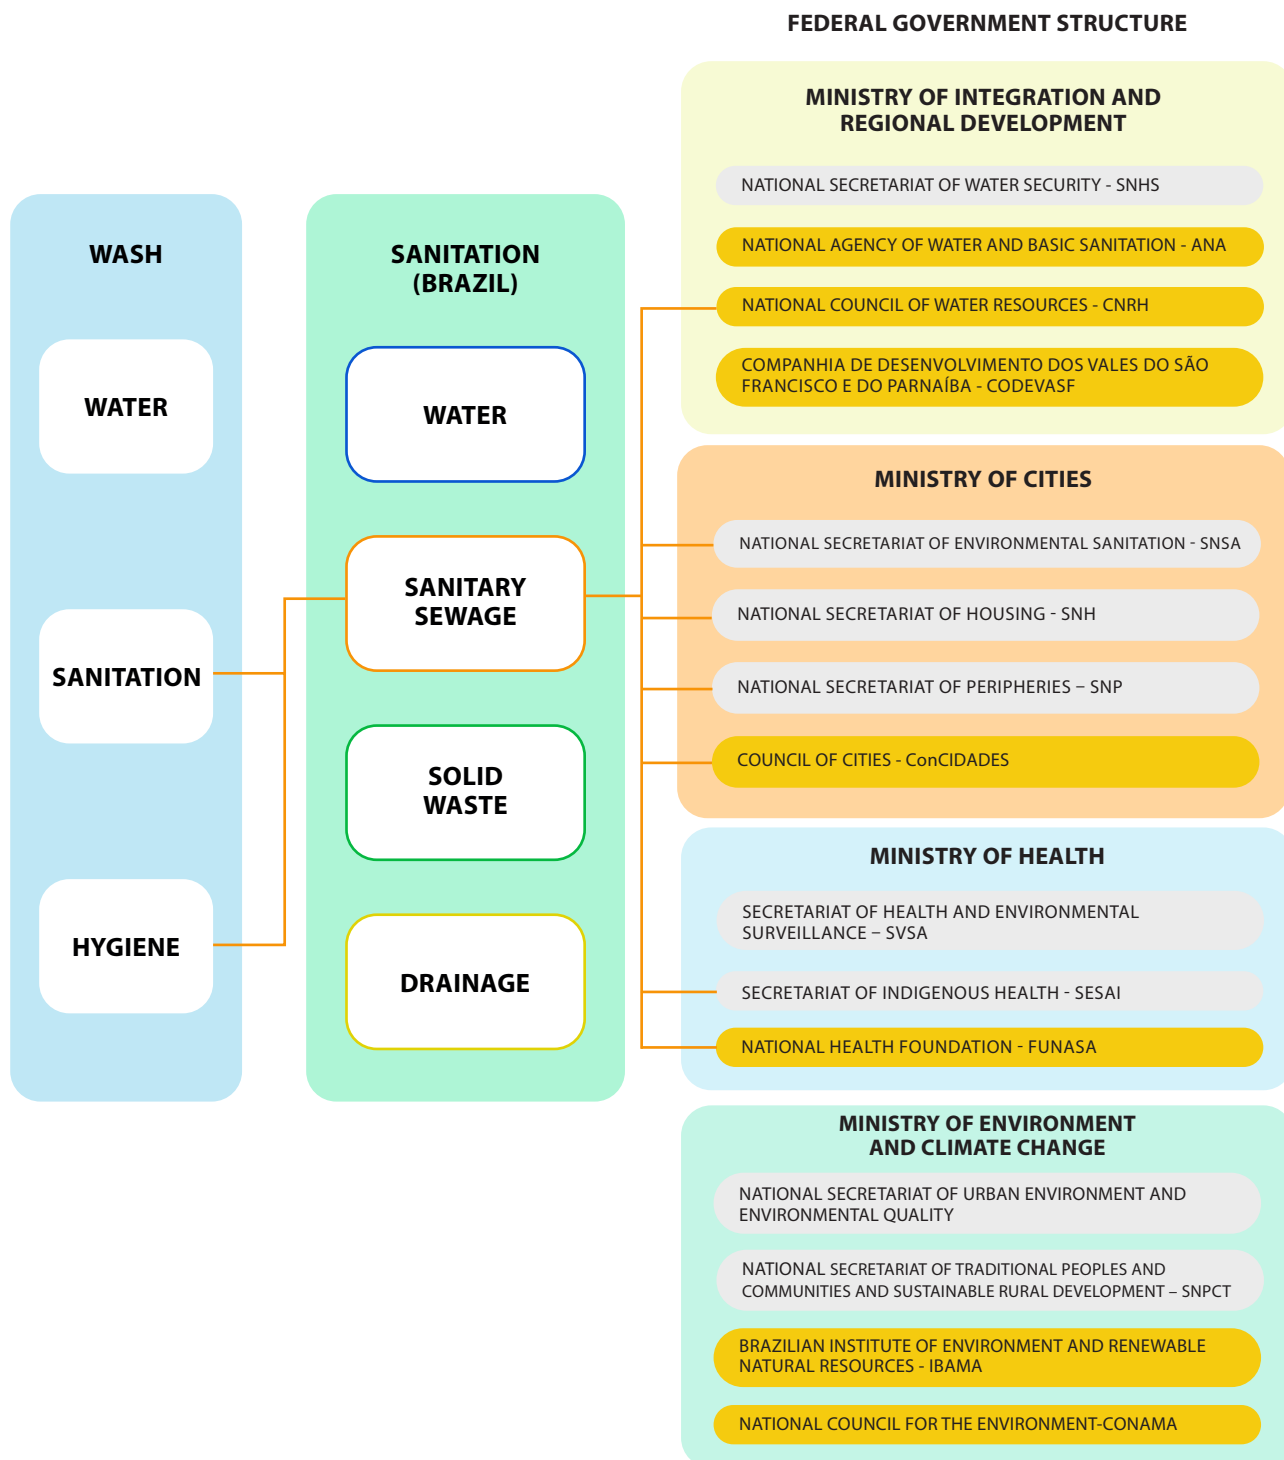 FEDERAL GOVERNMENT STRUCTURE
WASH
WATER
SANITATION
HYGIENE
SANITATION
(BRAZIL)
WATER
SANITARY
SEWAGE
SOLID
WASTE
DRAINAGE
MINISTRY OF INTEGRATION AND
REGIONAL DEVELOPMENT
NATIONAL SECRETARIAT OF WATER SECURITY - SNHS
NATIONAL AGENCY OF WATER AND BASIC SANITATION - ANA
NATIONAL COUNCIL OF WATER RESOURCES - CNRH
COMPANHIA DE DESENVOLVIMENTO DOS VALES DO SÃO
FRANCISCO E DO PARNAÍBA - CODEVASF
MINISTRY OF CITIES
NATIONAL SECRETARIAT OF ENVIRONMENTAL SANITATION - SNSA
NATIONAL SECRETARIAT OF HOUSING - SNH
NATIONAL SECRETARIAT OF PERIPHERIES – SNP
COUNCIL OF CITIES - ConCIDADES
MINISTRY OF HEALTH
SECRETARIAT OF HEALTH AND ENVIRONMENTAL
SURVEILLANCE – SVSA
SECRETARIAT OF INDIGENOUS HEALTH - SESAI
NATIONAL HEALTH FOUNDATION - FUNASA
MINISTRY OF ENVIRONMENT
AND CLIMATE CHANGE
NATIONAL SECRETARIAT OF URBAN ENVIRONMENT AND
ENVIRONMENTAL QUALITY
NATIONAL SECRETARIAT OF TRADITIONAL PEOPLES AND
COMMUNITIES AND SUSTAINABLE RURAL DEVELOPMENT – SNPCT
BRAZILIAN INSTITUTE OF ENVIRONMENT AND RENEWABLE
NATURAL RESOURCES - IBAMA
NATIONAL COUNCIL FOR THE ENVIRONMENT-CONAMA